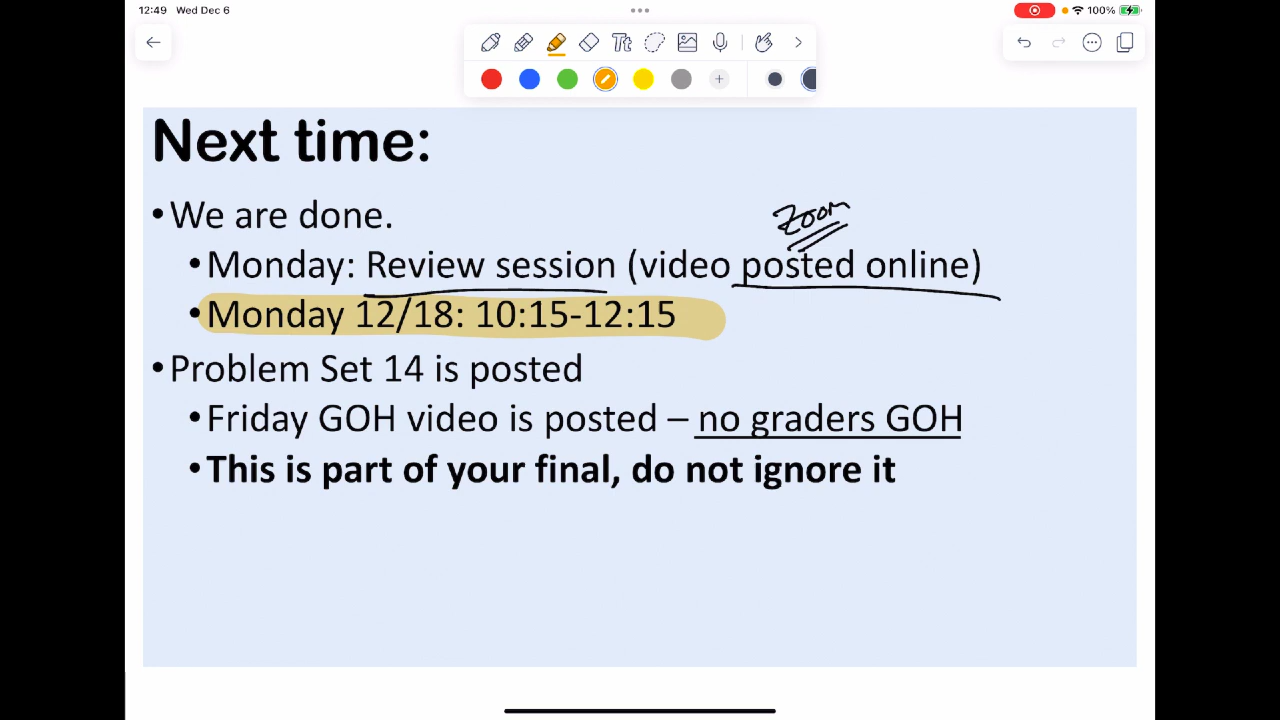 12:49 Wed Dec 6
100%
Tt
Next time:
•We are done.
Zoom
•Monday: Review session (video posted online)
•Monday 12/18: 10:15-12:15
•Problem Set 14 is posted
•Friday GOH video is posted – no graders GOH
•This is part of your final, do not ignore it